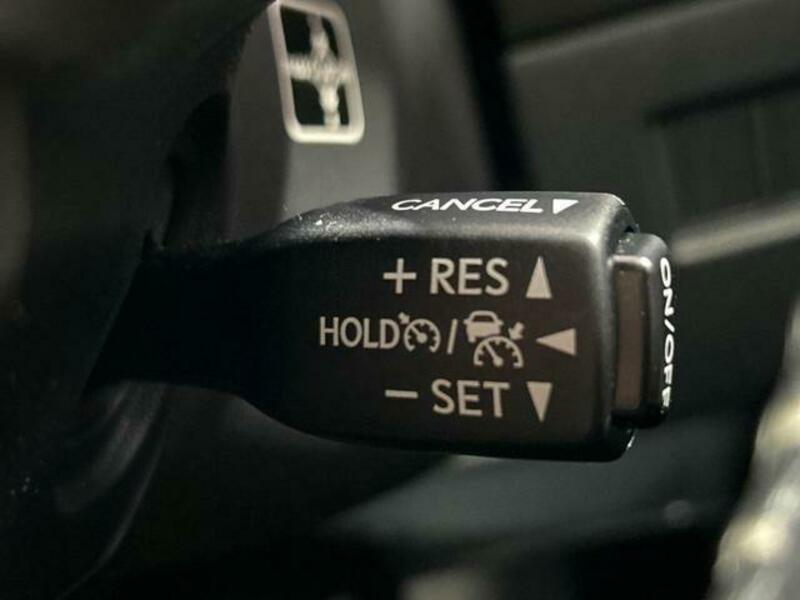 CANCEL
+ RES
HOLD /
- SET
ON/OFF